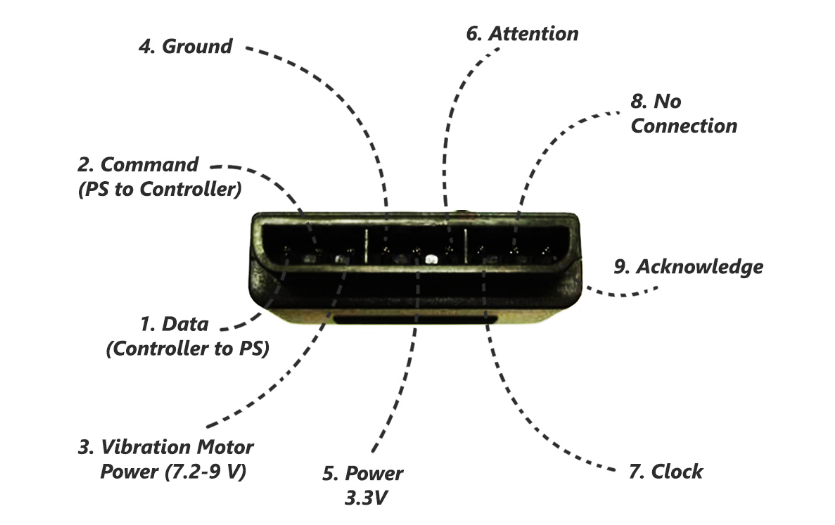 4. Ground
6. Attention
8. No
Connection
2. Command
(PS to Controller)
9. Acknowledge
1. Data
(Controller to PS)
3. Vibration Motor
Power (7.2-9 V)
5. Power
3.3V
7. Clock